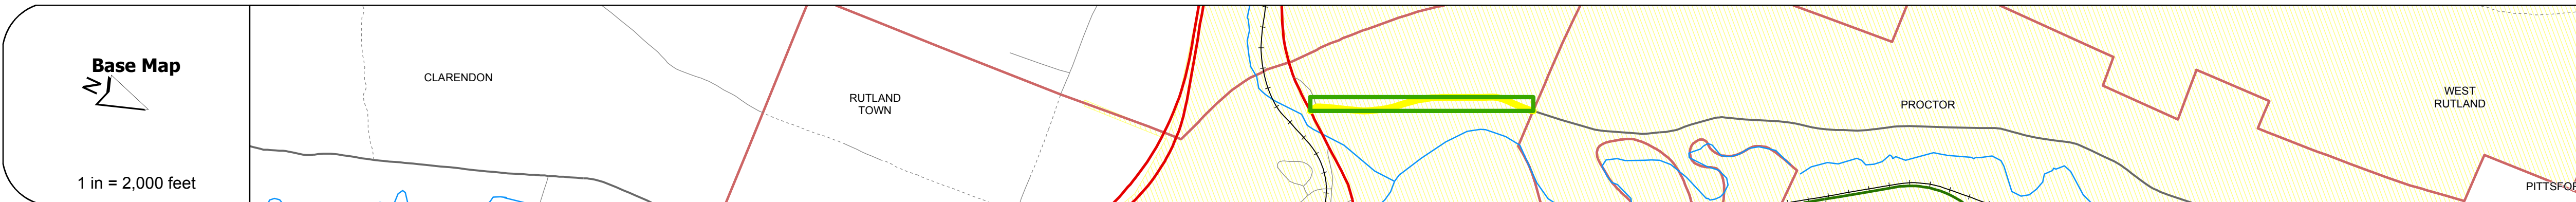 Base Map
N
1 in = 2,000 feet
CLARENDON
RUTLAND
TOWN
PROCTOR
WEST
RUTLAND